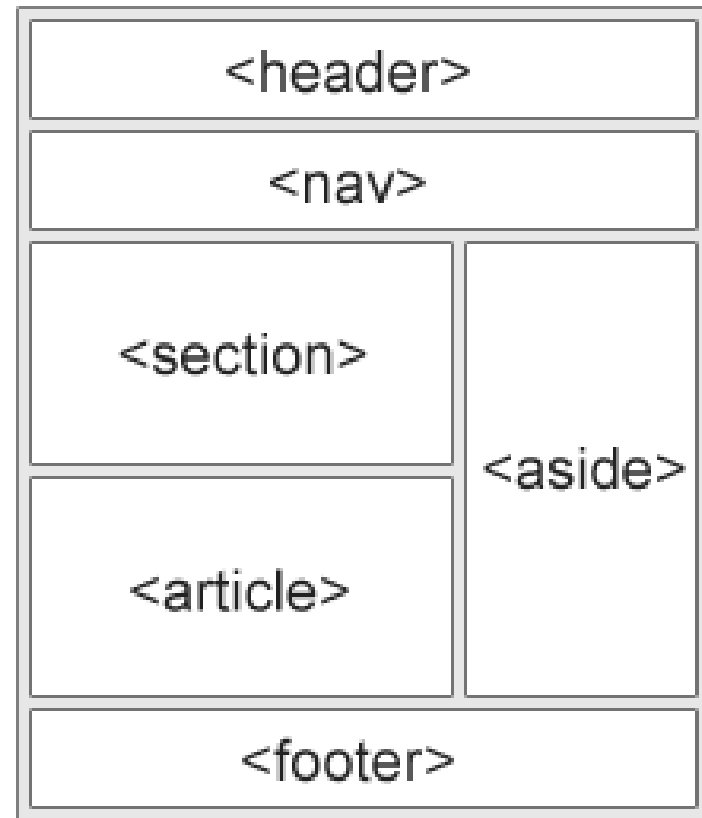 <header>
<nav>
<section>
<article>
<aside>
<footer>